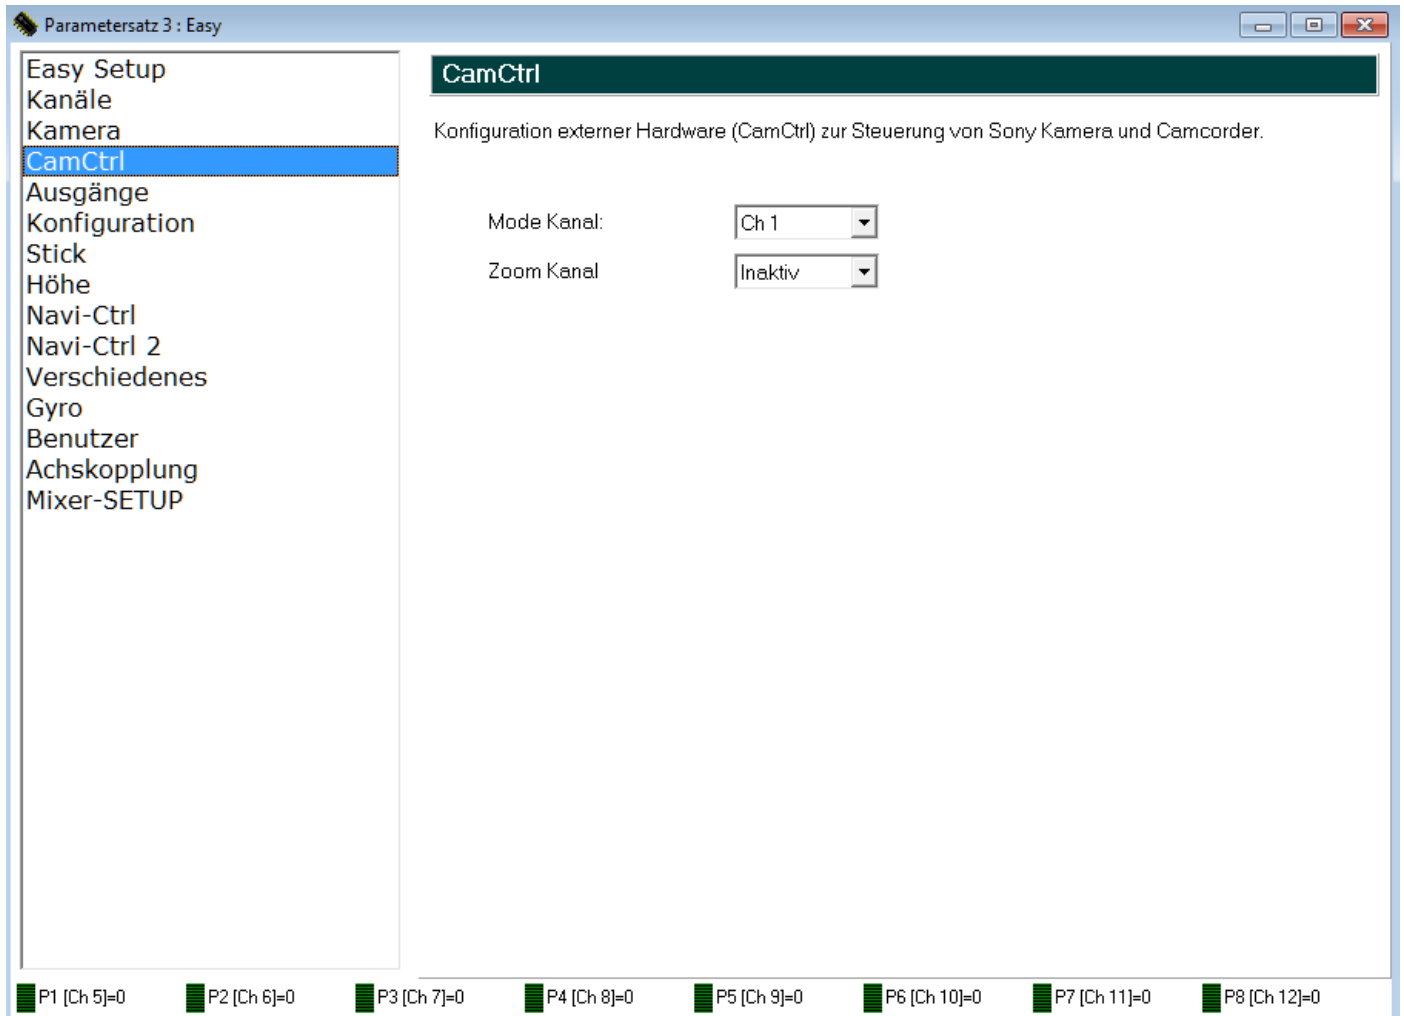 Parametersatz 3 : Easy
Easy Setup
Kanäle
Kamera
CamCtrl
Ausgänge
Konfiguration
Stick
Höhe
Navi-Ctrl
Navi-Ctrl 2
Verschiedenes
Gyro
Benutzer
Achskopplung
Mixer-SETUP
CamCtrl
Konfiguration externer Hardware (CamCtrl) zur Steuerung von Sony Kamera und Camcorder.
Mode Kanal: Ch 1
Zoom Kanal Inaktiv
P1 [Ch 5]=0 P2 [Ch 6]=0 P3 [Ch 7]=0 P4 [Ch 8]=0 P5 [Ch 9]=0 P6 [Ch 10]=0 P7 [Ch 11]=0 P8 [Ch 12]=0